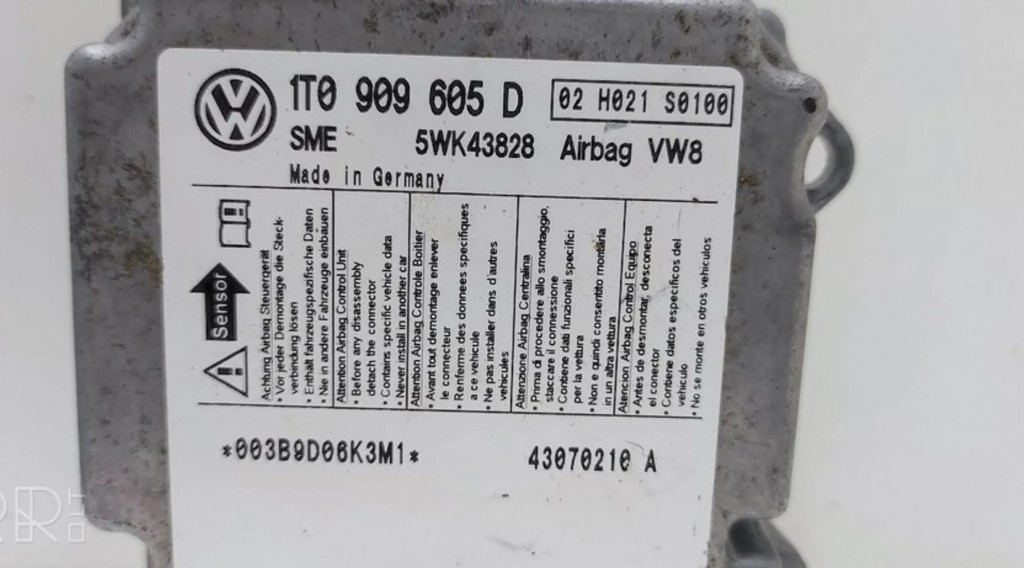 1T0 909 605 D
02 H021 S0100
SME 5WK43828 Airbag VW8
Made in Germany
Sensor
Achtung Airbag Steuergerät
• Vor jeder Demontage die Steck-
verbindung lösen
• Enthält fahrzeugspezifische Daten
• Nie in andere Fahrzeuge einbauen
Attention Airbag Control Unit
• Before any disassembly
detach the connector
• Contains specific vehicle data
• Never install in another car
Attention Airbag Controle Boitier
• Avant tout demontage enlever
le connecteur
• Renferme des donnees specifiques
a ce vehicule
• Ne pas installer dans d'autres
vehicules
Attenzione Airbag Centralina
• Prima di procedere allo smontaggio,
staccare il connessione
• Contiene dati funzionali specifici
per la vettura
• Non e quindi consentito montarla
in un altra vettura
Atencion Airbag Control Equipo
• Antes de desmontar, desconecta
el conector
• Contiene datos especificos del
vehiculo
• No se monte en otros vehiculos
*003B9D06K3M1*
43070210 A